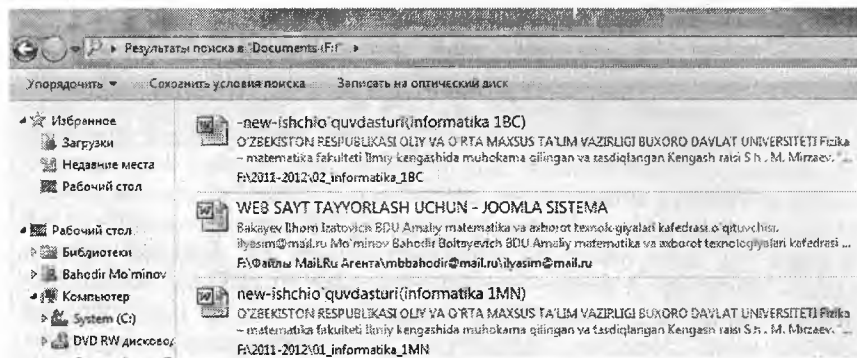 Результаты поиска в "Documents (F:)"
Упорядочить Сохранить условия поиска Записать на оптический диск
Избранное
Загрузки
Недавние места
Рабочий стол
Рабочий стол
Библиотеки
Bahodir Mo`minov
Компьютер
System (C:)
DVD RW дисковод
-new-ishchio`quvdasturi(informatika 1BC)
O'ZBEKISTON RESPUBLIKASI OLIY VA O'RTA MAXSUS TA'LIM VAZIRLIGI BUXORO DAVLAT UNIVERSITETI Fizika
– matematika fakulteti Ilmiy kengashida muhokama qilingan va tasdiqlangan Kengash raisi S h . M. Mirzaev. "...
F:\2011-2012\02_informatika_1BC
WEB SAYT TAYYORLASH UCHUN - JOOMLA SISTEMA
Bakayev Ilhom Izatovich BDU Amaliy matematika va axborot texnologiyalari kafedrasi o`qituvchisi.
ilyasim@mail.ru Mo`minov Bahodir Boltayevich BDU Amaliy matematika va axborot texnologiyalari kafedrasi ...
F:\Файлы Mail.Ru Агента\mbbahodir@mail.ru\ilyasim@mail.ru
new-ishchio`quvdasturi(informatika 1MN)
O'ZBEKISTON RESPUBLIKASI OLIY VA O'RTA MAXSUS TA'LIM VAZIRLIGI BUXORO DAVLAT UNIVERSITETI Fizika
– matematika fakulteti Ilmiy kengashida muhokama qilingan va tasdiqlangan Kengash raisi S h . M. Mirzaev. "...
F:\2011-2012\01_informatika_1MN